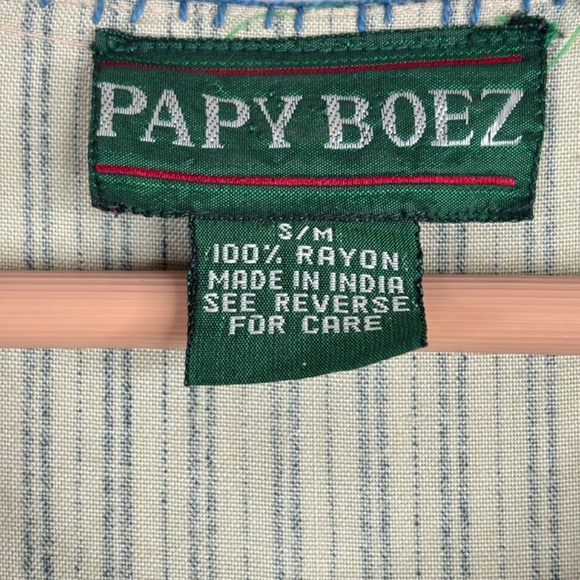 PAPY BOEZ
S/M
100% RAYON
MADE IN INDIA
SEE REVERSE
FOR CARE